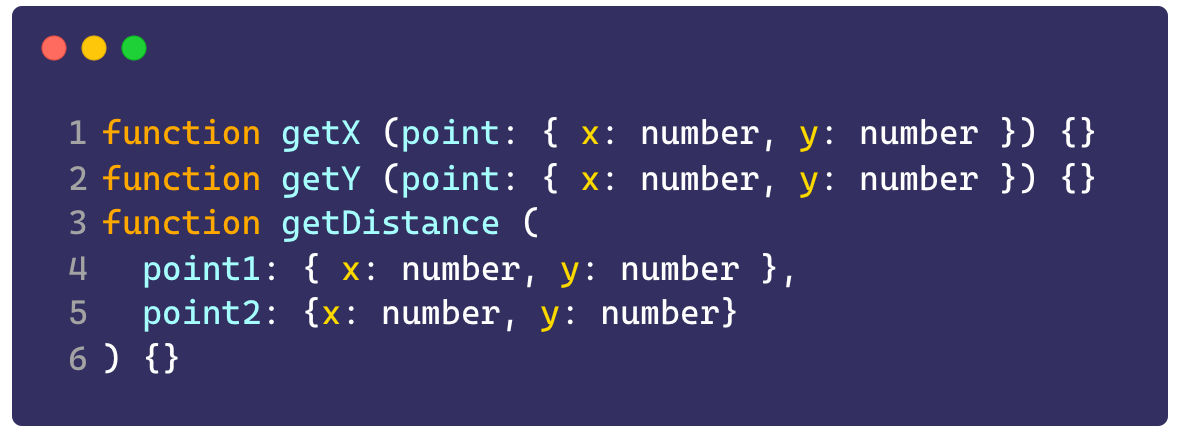 1 function getX (point: { x: number, y: number }) {}
2 function getY (point: { x: number, y: number }) {}
3 function getDistance (
4   point1: { x: number, y: number },
5   point2: {x: number, y: number}
6 ) {}